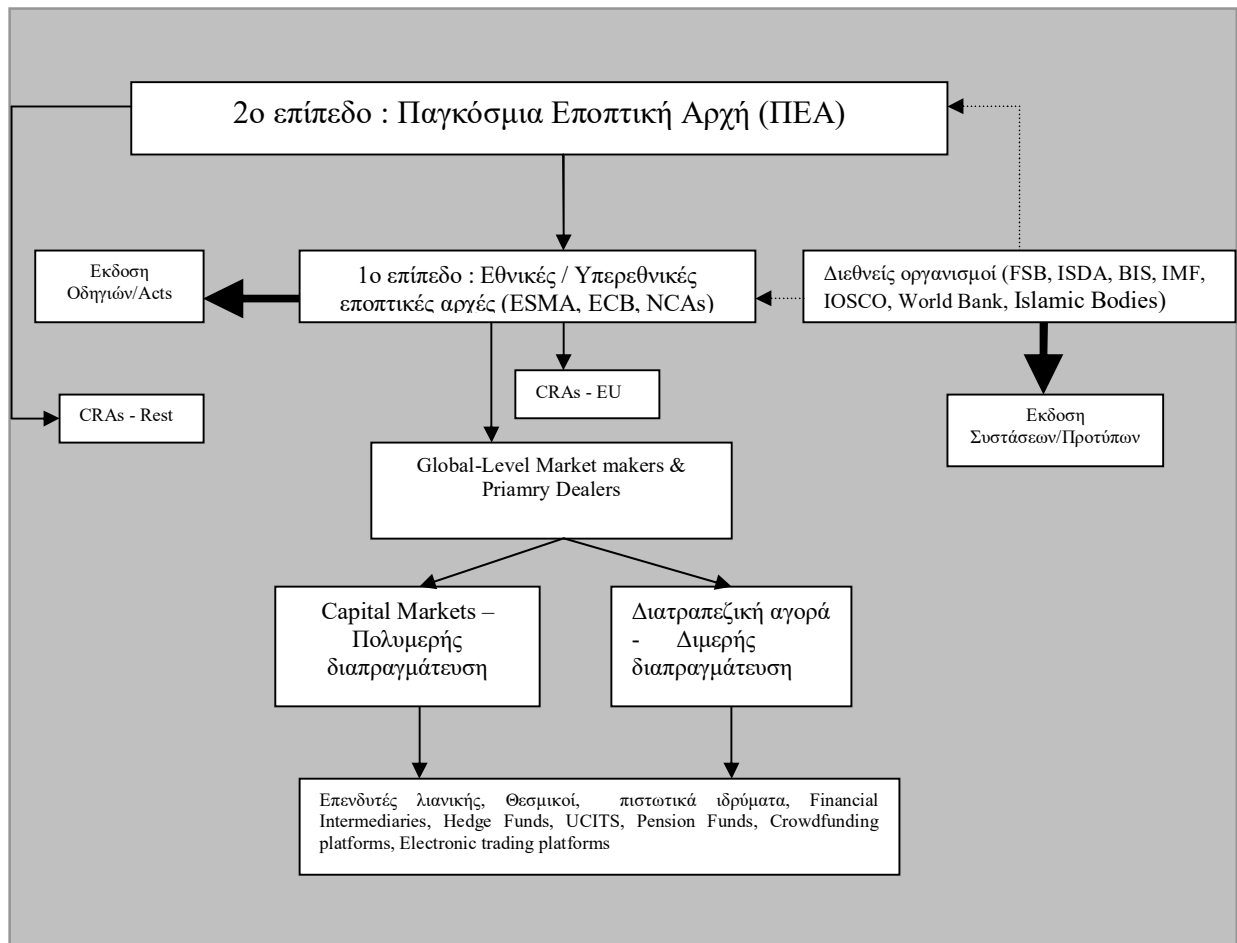 2ο επίπεδο : Παγκόσμια Εποπτική Αρχή (ΠΕΑ)
Εκδοση
Οδηγιών/Acts
1ο επίπεδο : Εθνικές / Υπερεθνικές
εποπτικές αρχές (ESMA, ECB, NCAs)
Διεθνείς οργανισμοί (FSB, ISDA, BIS, IMF,
IOSCO, World Bank, Islamic Bodies)
CRAs - EU
CRAs - Rest
Εκδοση
Συστάσεων/Προτύπων
Global-Level Market makers &
Priamry Dealers
Capital Markets –
Πολυμερής
διαπραγμάτευση
Διατραπεζική αγορά
- Διμερής
διαπραγμάτευση
Επενδυτές λιανικής, Θεσμικοί, πιστωτικά ιδρύματα, Financial
Intermediaries, Hedge Funds, UCITS, Pension Funds, Crowdfunding
platforms, Electronic trading platforms